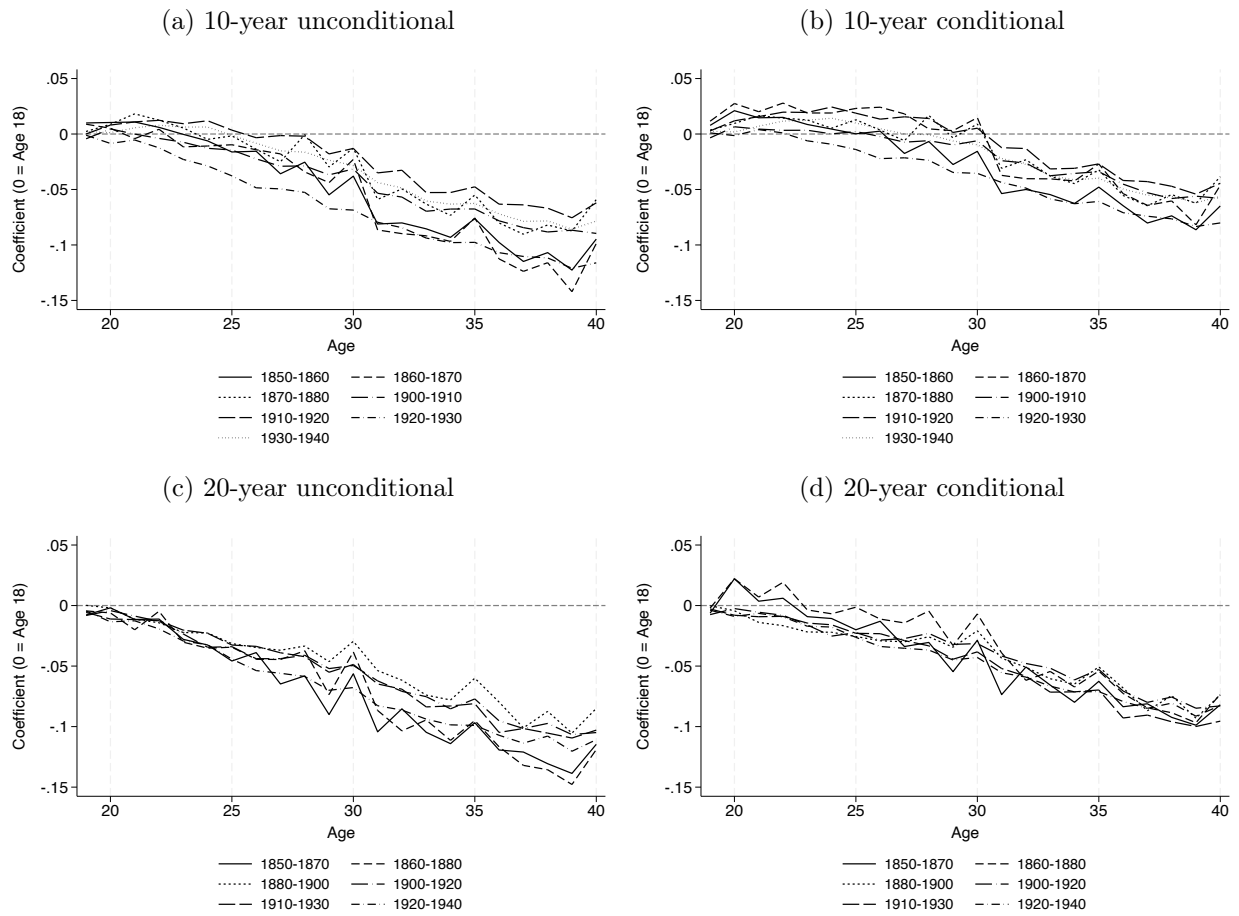 (a) 10-year unconditional
.05
0
-.05
-.1
-.15
Coefficient (0 = Age 18)
20 25 30 35 40
Age
1850-1860 1860-1870
1870-1880 1900-1910
1910-1920 1920-1930
1930-1940
(b) 10-year conditional
.05
0
-.05
-.1
-.15
Coefficient (0 = Age 18)
20 25 30 35 40
Age
1850-1860 1860-1870
1870-1880 1900-1910
1910-1920 1920-1930
1930-1940
(c) 20-year unconditional
.05
0
-.05
-.1
-.15
Coefficient (0 = Age 18)
20 25 30 35 40
Age
1850-1870 1860-1880
1880-1900 1900-1920
1910-1930 1920-1940
(d) 20-year conditional
.05
0
-.05
-.1
-.15
Coefficient (0 = Age 18)
20 25 30 35 40
Age
1850-1870 1860-1880
1880-1900 1900-1920
1910-1930 1920-1940